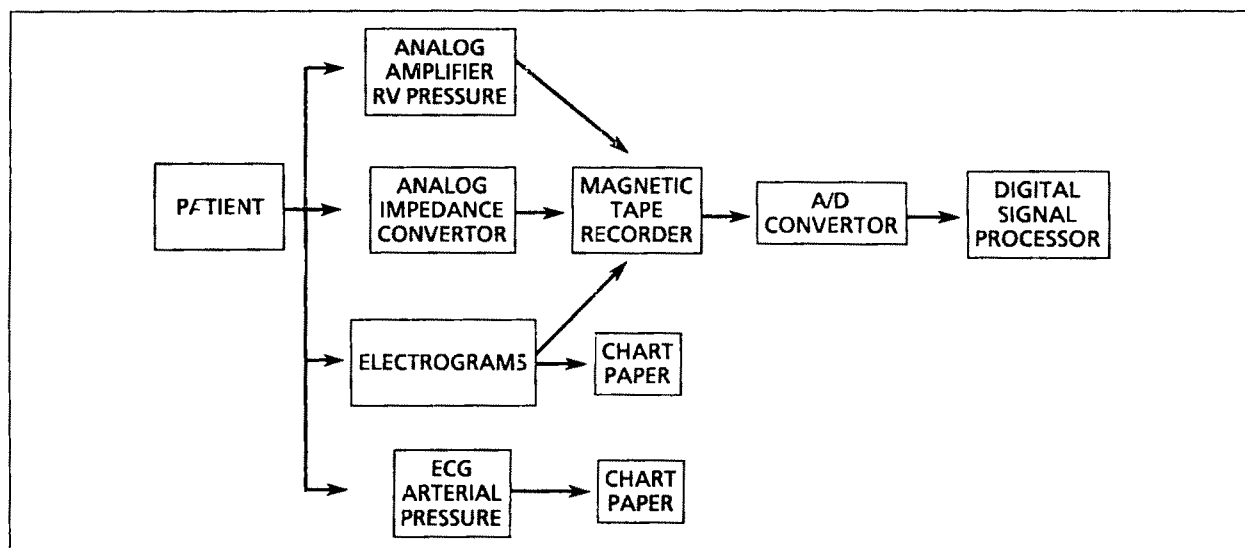 ANALOG
AMPLIFIER
RV PRESSURE
PATIENT
ANALOG
IMPEDANCE
CONVERTOR
MAGNETIC
TAPE
RECORDER
A/D
CONVERTOR
DIGITAL
SIGNAL
PROCESSOR
ELECTROGRAMS
CHART
PAPER
ECG
ARTERIAL
PRESSURE
CHART
PAPER